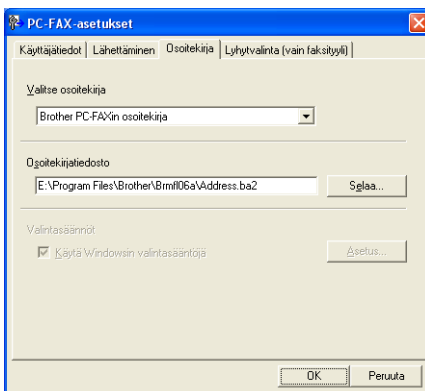 PC-FAX-asetukset
Käyttäjätiedot Lähettäminen Osoitekirja Lyhytvalinta (vain faksityyli)
Valitse osoitekirja
Brother PC-FAXin osoitekirja
Osoitekirjatiedosto
E:\Program Files\Brother\Brmfl06a\Address.ba2 Selaa...
Valintasäännöt
Käytä Windowsin valintasääntöjä Asetus...
OK Peruuta